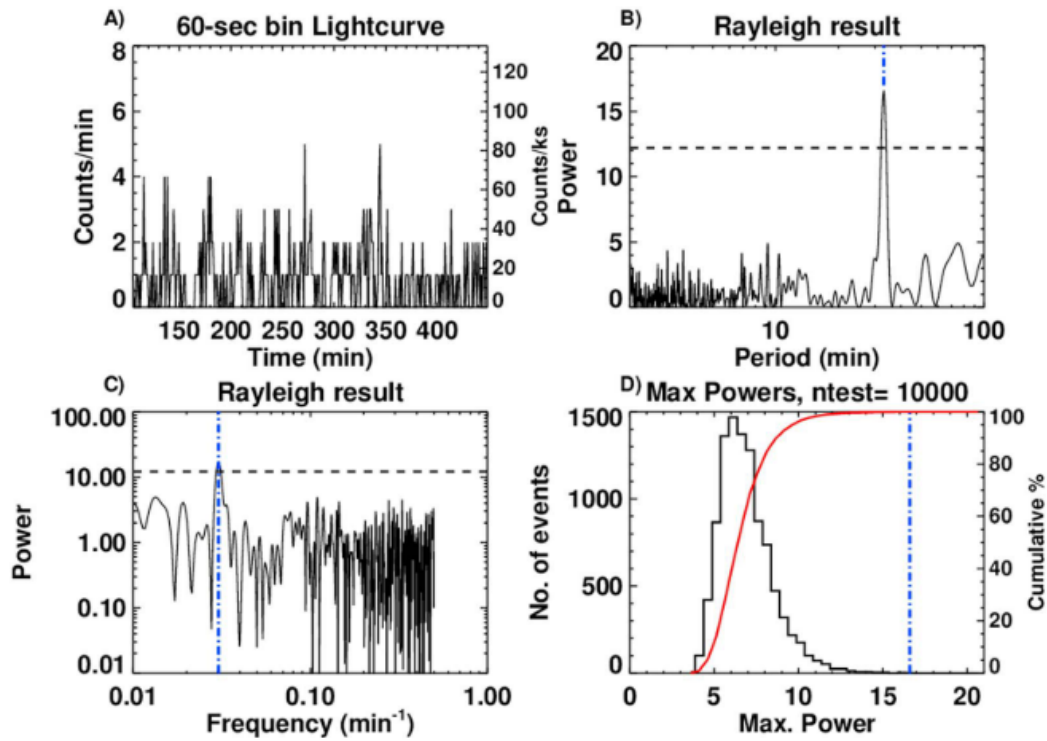 A)
60-sec bin Lightcurve
8
6
4
2
0
120
100
80
60
40
20
0
Counts/min
Counts/ks
150 200 250 300 350 400
Time (min)
B)
Rayleigh result
20
15
10
5
0
Power
10 100
Period (min)
C)
Rayleigh result
100.00
10.00
1.00
0.10
0.01
Power
0.01 0.10 1.00
Frequency (min⁻¹)
D)
Max Powers, ntest= 10000
1500
1000
500
0
No. of events
100
80
60
40
20
0
Cumulative %
0 5 10 15 20
Max. Power